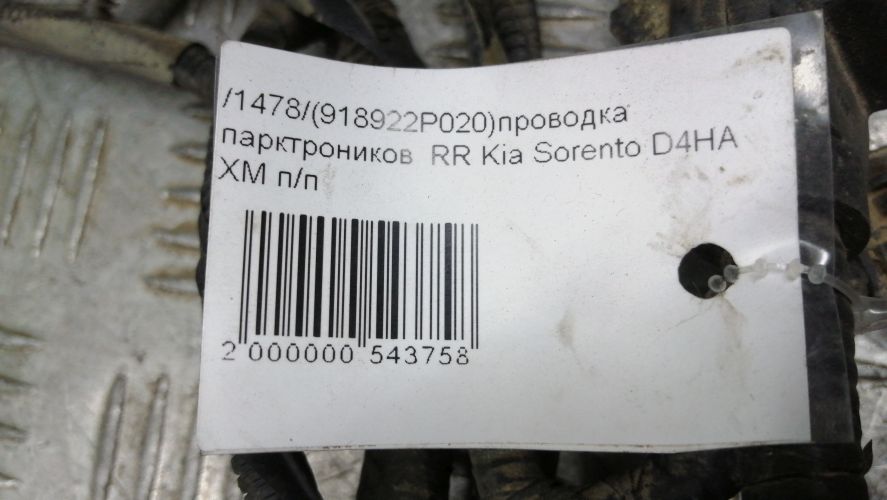 /1478/(918922P020)проводка
парктроников RR Kia Sorento D4HA
XM п/п
2 000000 543758